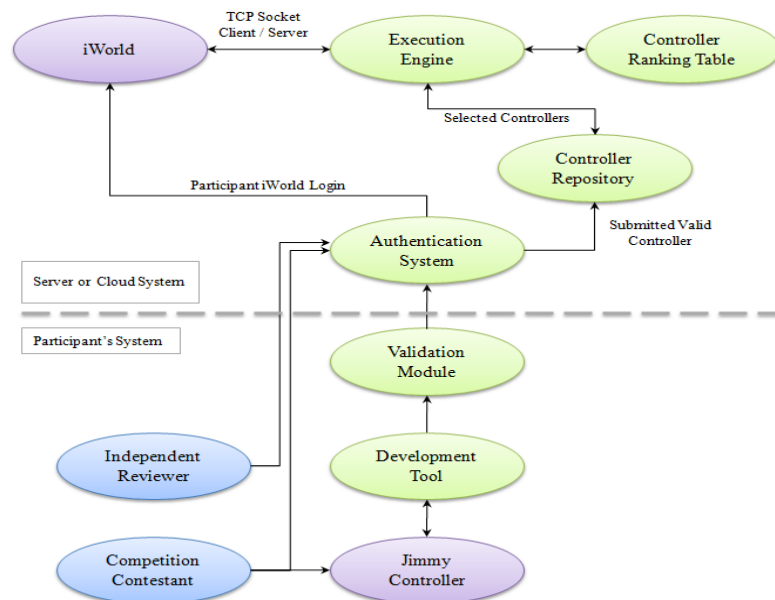 TCP Socket
Client / Server
iWorld
Execution
Engine
Controller
Ranking Table
Selected Controllers
Controller
Repository
Participant iWorld Login
Submitted Valid
Controller
Authentication
System
Server or Cloud System
Participant's System
Validation
Module
Independent
Reviewer
Development
Tool
Competition
Contestant
Jimmy
Controller